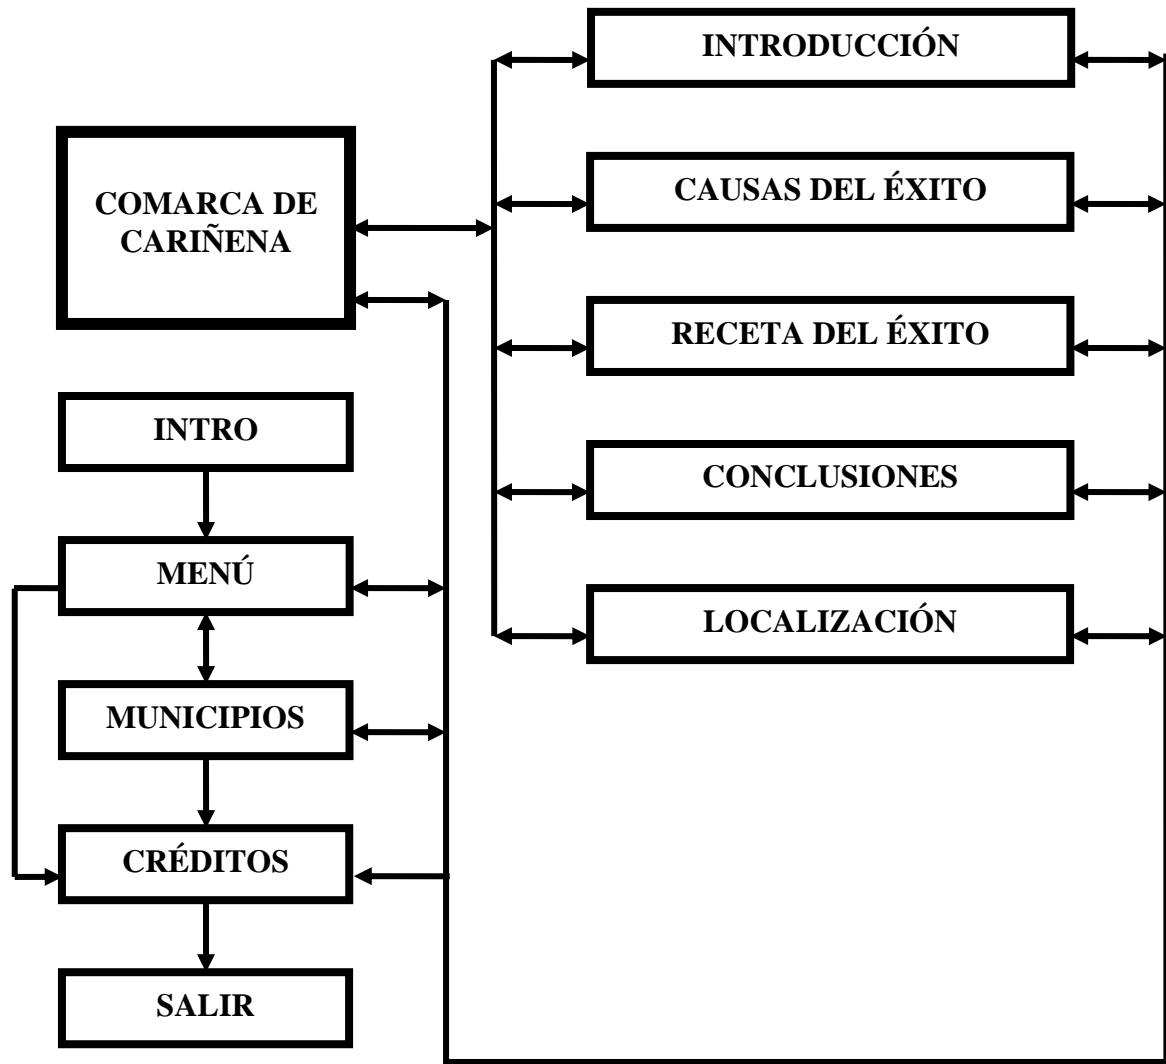 COMARCA DE
CARIÑENA
INTRO
MENÚ
MUNICIPIOS
CRÉDITOS
SALIR
INTRODUCCIÓN
CAUSAS DEL ÉXITO
RECETA DEL ÉXITO
CONCLUSIONES
LOCALIZACIÓN